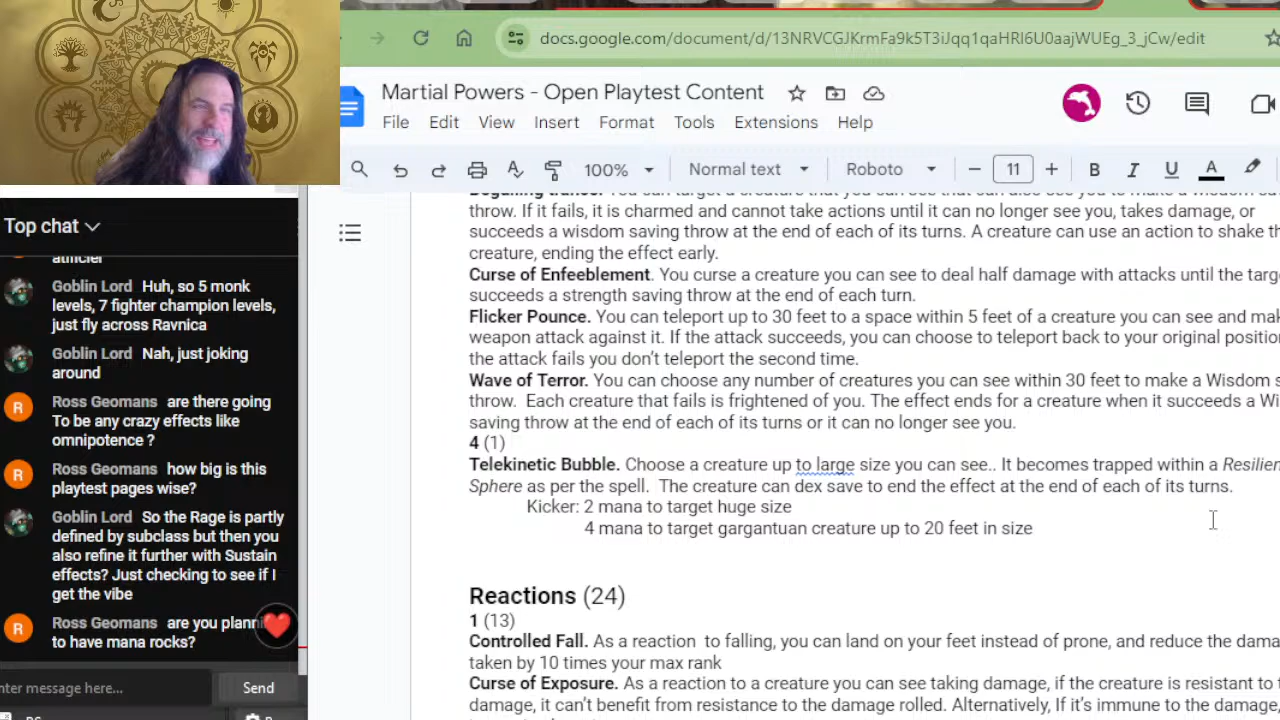 docs.google.com/document/d/13NRVCGJKrmFa9k5T3iJqq1qaHRl6U0aajWUEg_3_jCw/edit
Martial Powers - Open Playtest Content
File Edit View Insert Format Tools Extensions Help
100% Normal text Roboto 11 B I U A
Top chat
Goblin Lord Huh, so 5 monk
levels, 7 fighter champion levels,
just fly across Ravnica
Goblin Lord Nah, just joking
around
Ross Geomans are there going
To be any crazy effects like
omnipotence ?
Ross Geomans how big is this
playtest pages wise?
Goblin Lord So the Rage is partly
defined by subclass but then you
also refine it further with Sustain
effects? Just checking to see if I
get the vibe
Ross Geomans are you
to have mana rocks?
message here...
Send
throw. If it fails, it is charmed and cannot take actions until it can no longer see you, takes damage, or
succeeds a wisdom saving throw at the end of each of its turns. A creature can use an action to shake
creature, ending the effect early.
Curse of Enfeeblement. You curse a creature you can see to deal half damage with attacks until the
succeeds a strength saving throw at the end of each turn.
Flicker Pounce. You can teleport up to 30 feet to a space within 5 feet of a creature you can see and
weapon attack against it. If the attack succeeds, you can choose to teleport back to your original
the attack fails you don't teleport the second time.
Wave of Terror. You can choose any number of creatures you can see within 30 feet to make a Wisdom
throw. Each creature that fails is frightened of you. The effect ends for a creature when it succeeds a
saving throw at the end of each of its turns or it can no longer see you.
4 (1)
Telekinetic Bubble. Choose a creature up to large size you can see.. It becomes trapped within a
Sphere as per the spell. The creature can dex save to end the effect at the end of each of its turns.
Kicker: 2 mana to target huge size
4 mana to target gargantuan creature up to 20 feet in size
Reactions (24)
1 (13)
Controlled Fall. As a reaction to falling, you can land on your feet instead of prone, and reduce the
taken by 10 times your max rank
Curse of Exposure. As a reaction to a creature you can see taking damage, if the creature is resistant to
damage, it can't benefit from resistance to the damage rolled. Alternatively, If it's immune to the damage,